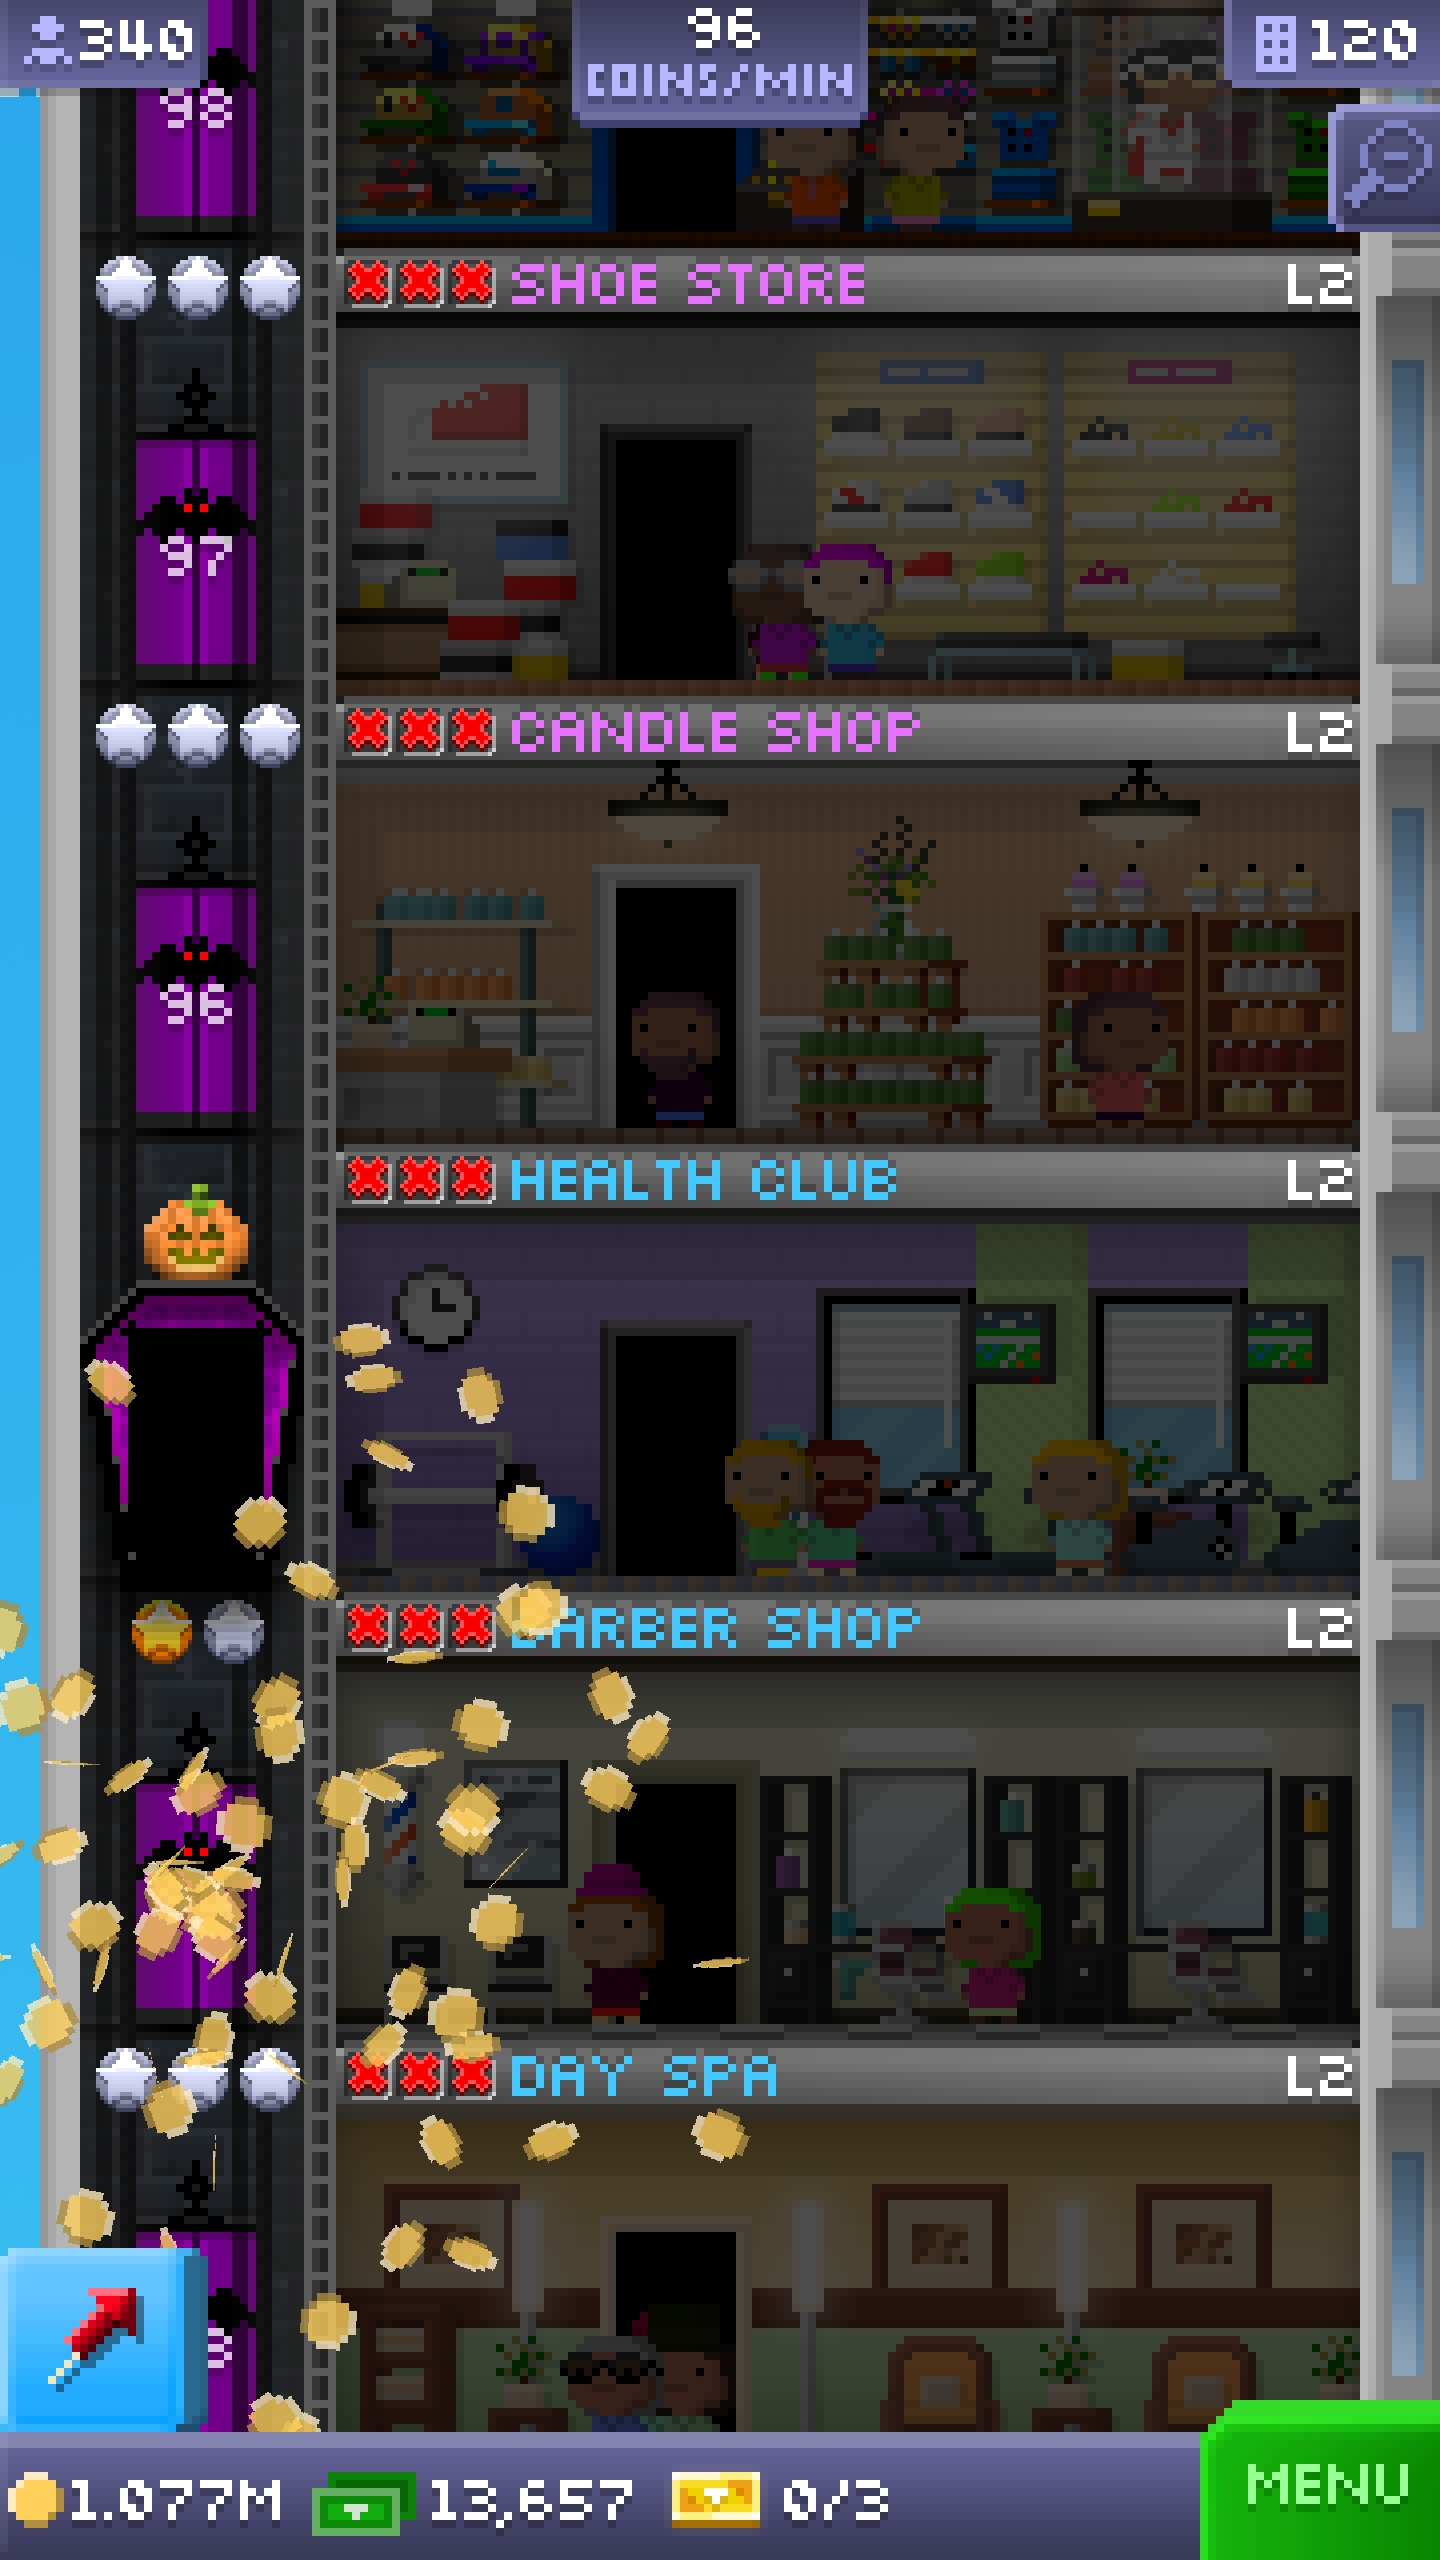 340
96
COINS/MIN
120
98
SHOE STORE L2
97
CANDLE SHOP L2
96
HEALTH CLUB L2
ARBER SHOP L2
DAY SPA L2
1.077M 13,657 0/3
MENU